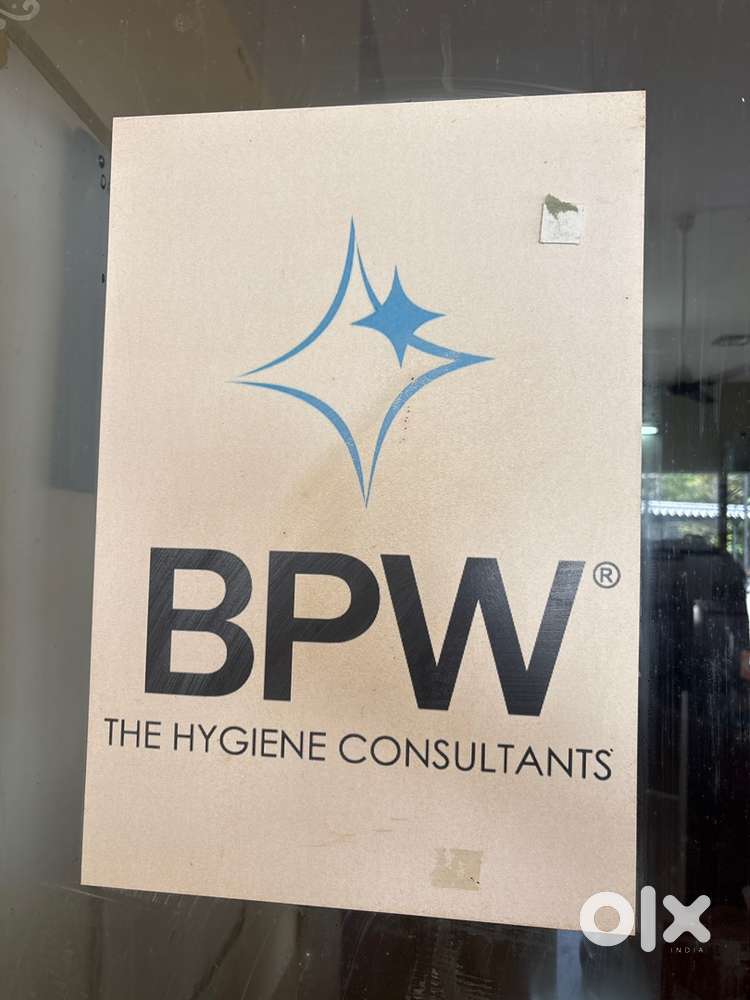 BPW®
THE HYGIENE CONSULTANTS
olx
INDIA